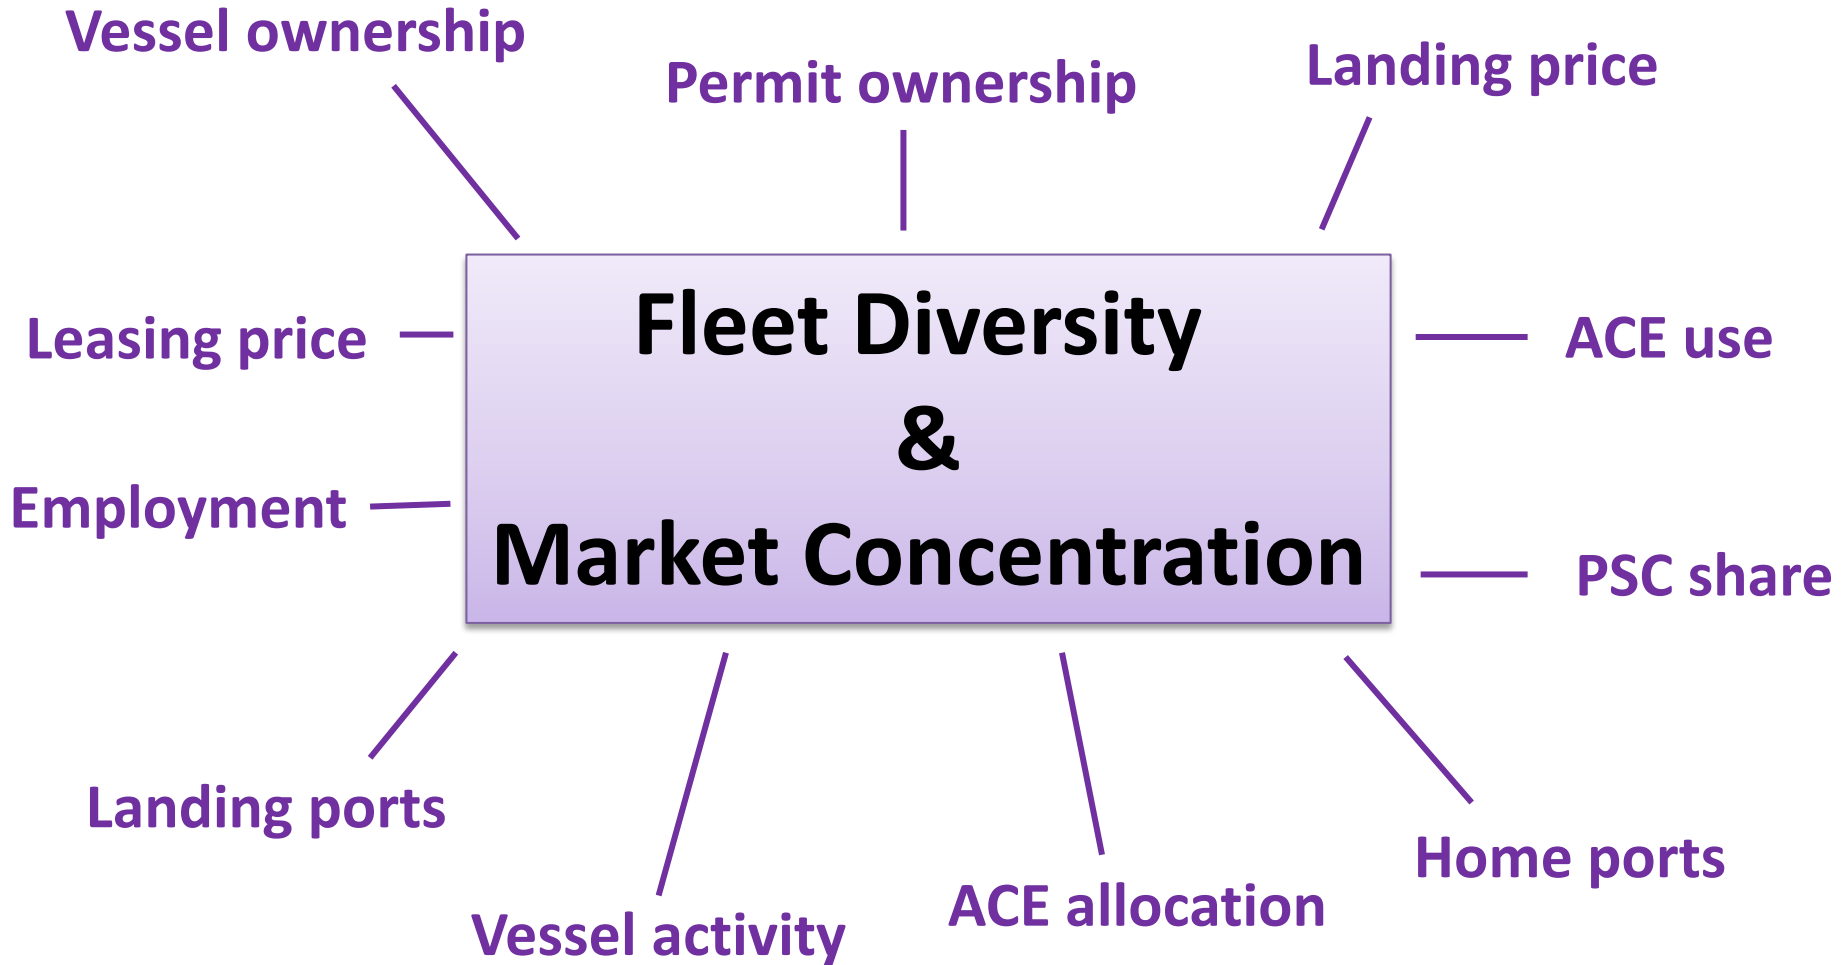 Vessel ownership
Permit ownership
Landing price
Leasing price
Fleet Diversity
&
Market Concentration
ACE use
Employment
PSC share
Landing ports
Home ports
Vessel activity
ACE allocation